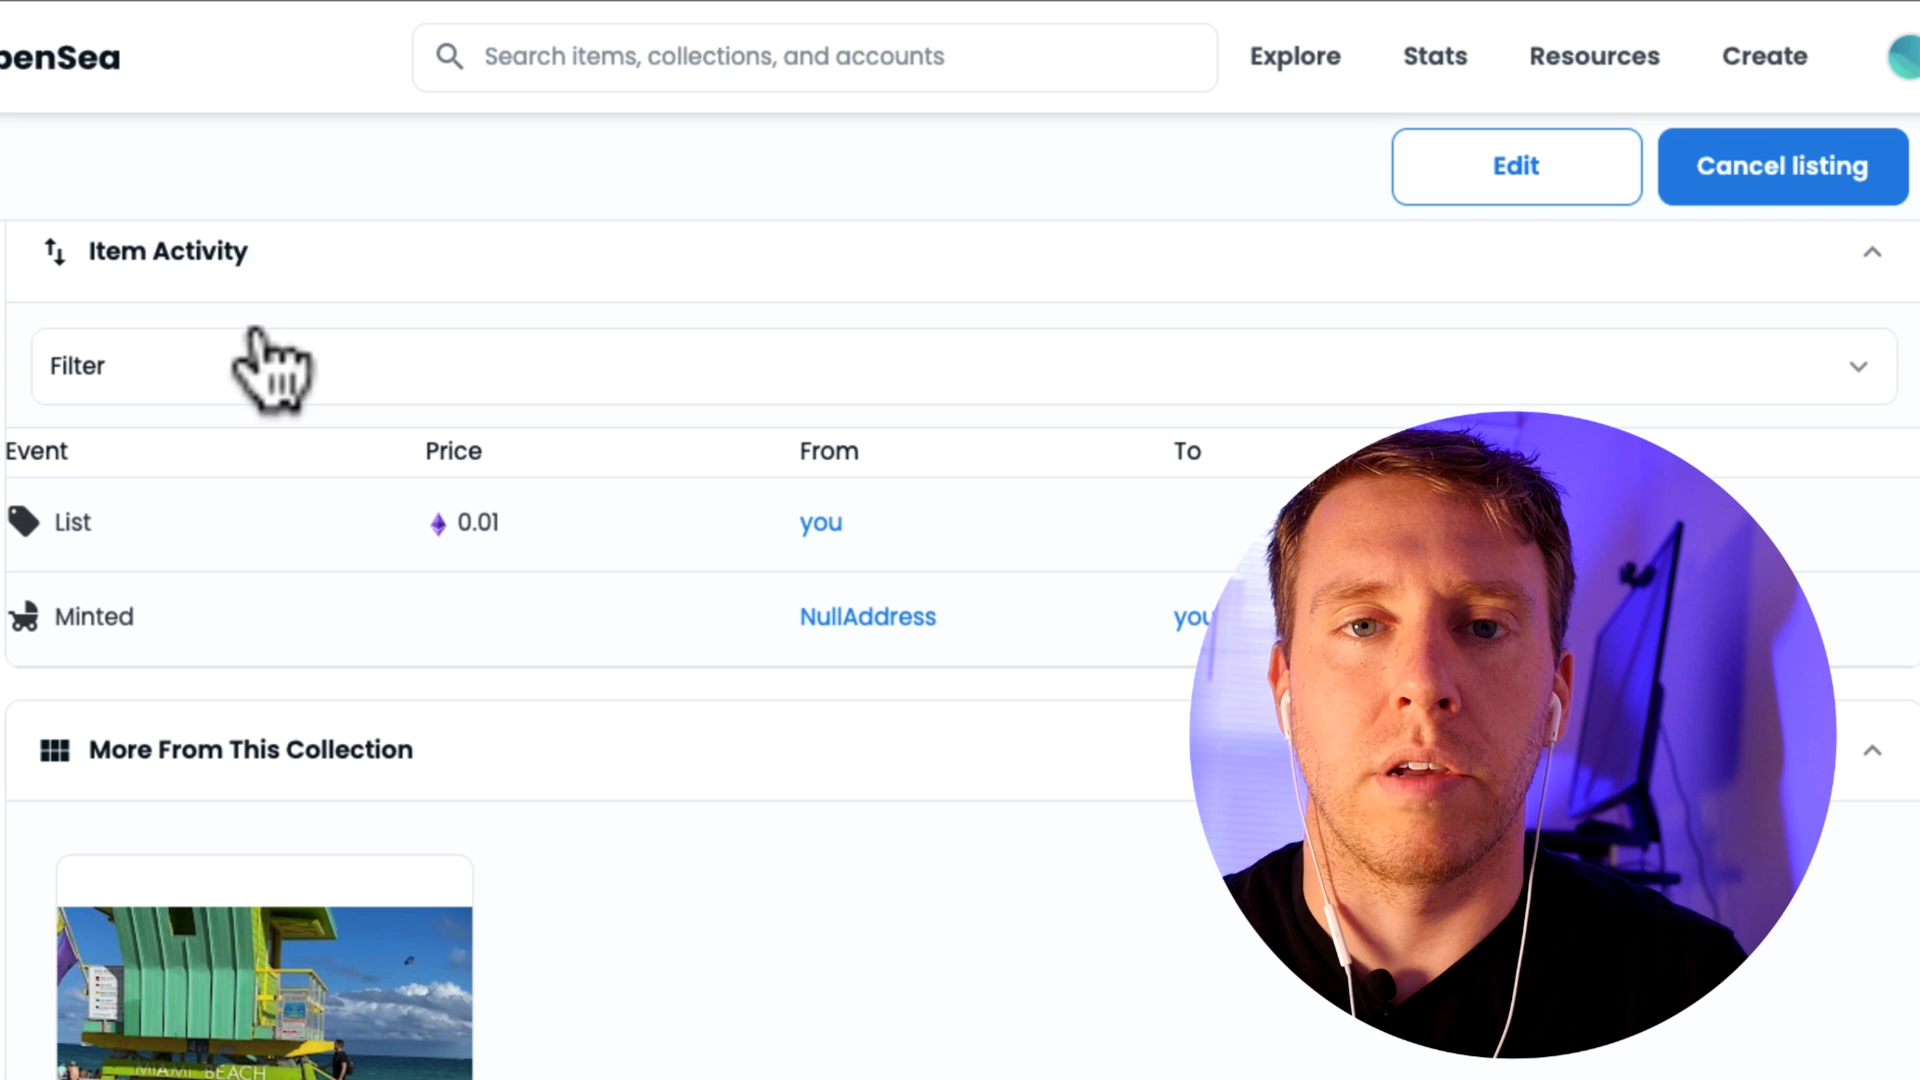 penSea
Search items, collections, and accounts
Explore Stats Resources Create
Edit Cancel listing
Item Activity
Filter
Event Price From To
List 0.01 you
Minted NullAddress you
More From This Collection
MIAMI BEACH